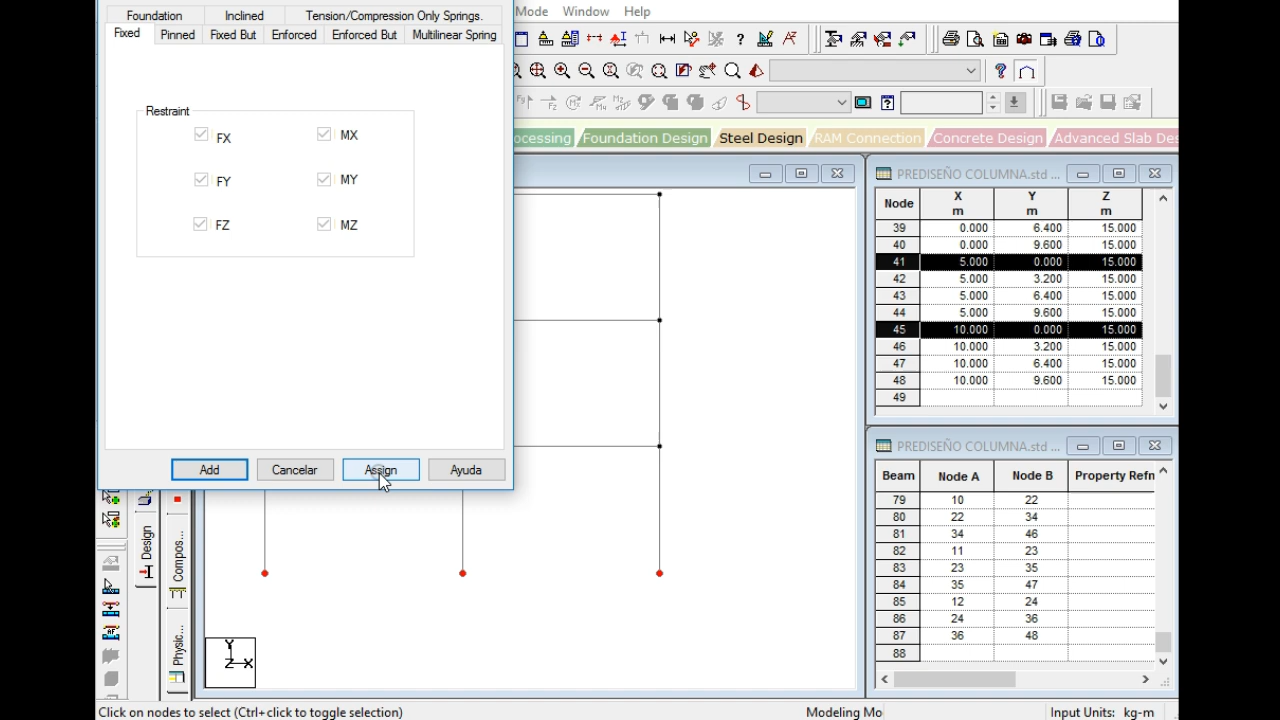 Mode Window Help
Foundation Inclined Tension/Compression Only Springs.
Fixed Pinned Fixed But Enforced Enforced But Multilinear Spring
Restraint
FX MX
FY MY
FZ MZ
Add Cancelar Assign Ayuda
ocessing Foundation Design Steel Design RAM Connection Concrete Design Advanced Slab Des
PREDISEÑO COLUMNA.std ...
Node X m Y m Z m
39 0.000 6.400 15.000
40 0.000 9.600 15.000
41 5.000 0.000 15.000
42 5.000 3.200 15.000
43 5.000 6.400 15.000
44 5.000 9.600 15.000
45 10.000 0.000 15.000
46 10.000 3.200 15.000
47 10.000 6.400 15.000
48 10.000 9.600 15.000
49
PREDISEÑO COLUMNA.std ...
Beam Node A Node B Property Refn
79 10 22
80 22 34
81 34 46
82 11 23
83 23 35
84 35 47
85 12 24
86 24 36
87 36 48
88
Design
Compos...
Physic...
Y
Z X
Click on nodes to select (Ctrl+click to toggle selection) Modeling Mo Input Units: kg-m